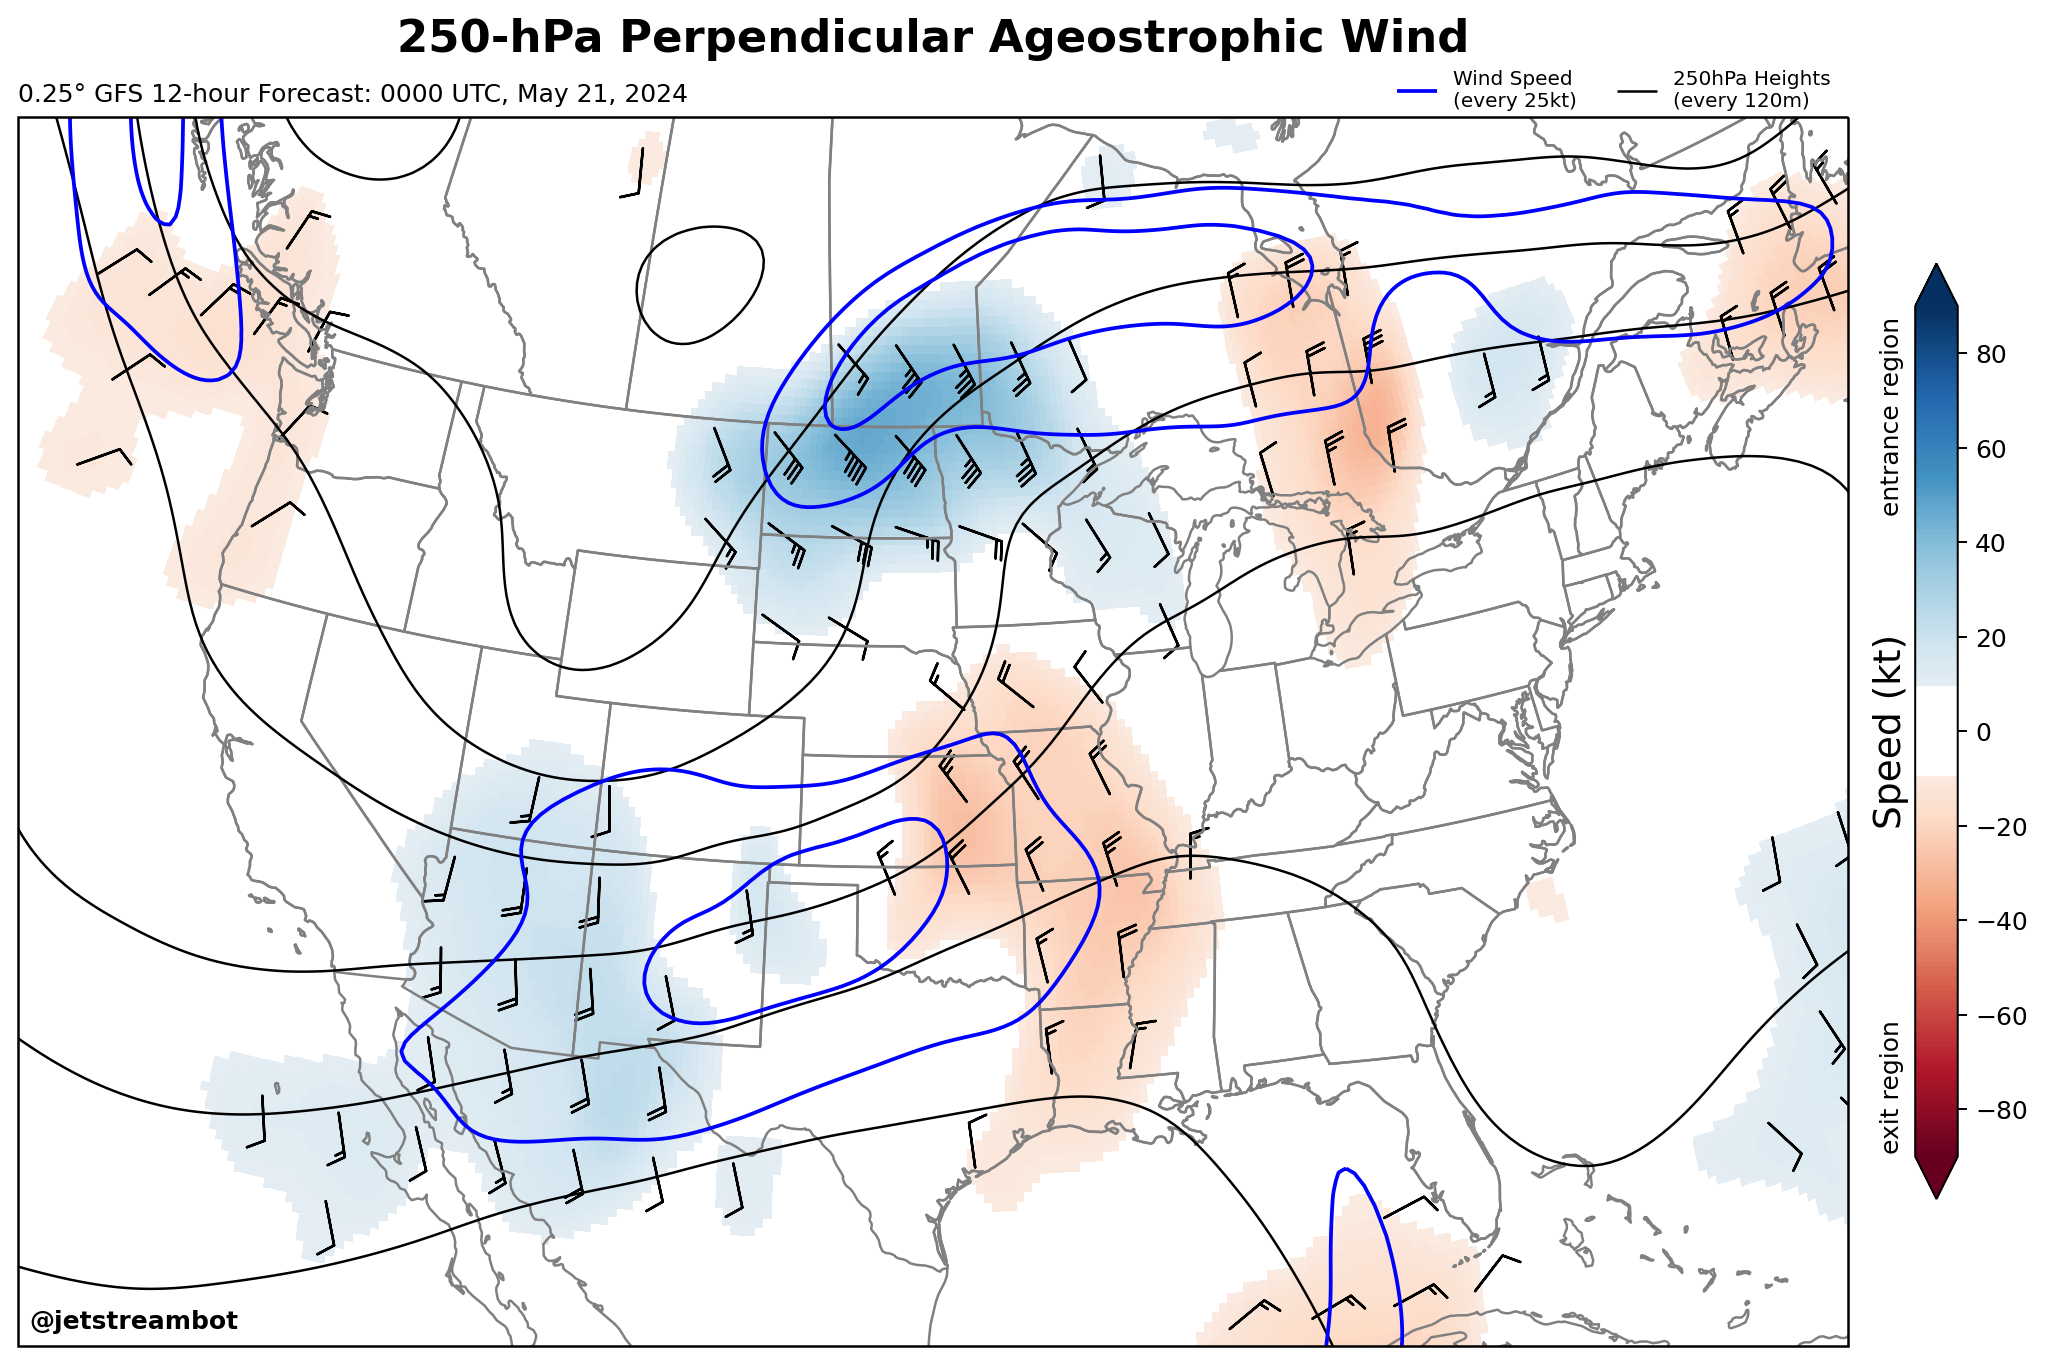 250-hPa Perpendicular Ageostrophic Wind
0.25° GFS 12-hour Forecast: 0000 UTC, May 21, 2024
Wind Speed
(every 25kt)
250hPa Heights
(every 120m)
entrance region
Speed (kt)
exit region
80
60
40
20
0
−20
−40
−60
−80
@jetstreambot